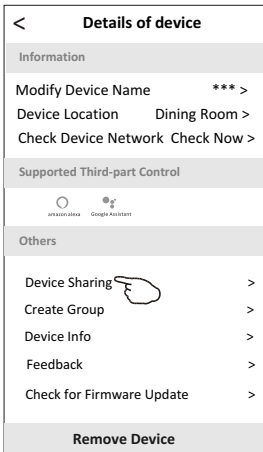 < Details of device
Information
Modify Device Name *** >
Device Location Dining Room >
Check Device Network Check Now >
Supported Third-part Control
amazon alexa Google Assistant
Others
Device Sharing >
Create Group >
Device Info >
Feedback >
Check for Firmware Update >
Remove Device